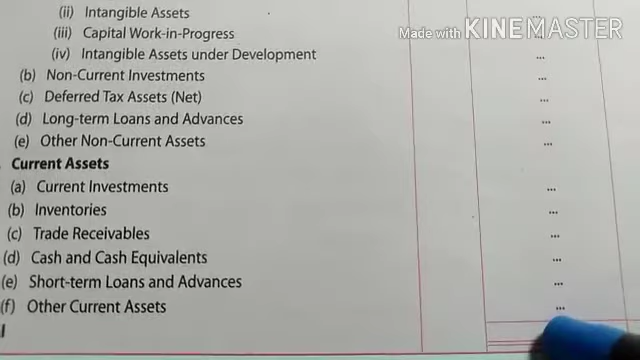 (ii) Intangible Assets ...
(iii) Capital Work-in-Progress ...
(iv) Intangible Assets under Development ...
(b) Non-Current Investments ...
(c) Deferred Tax Assets (Net) ...
(d) Long-term Loans and Advances ...
(e) Other Non-Current Assets ...
Current Assets
(a) Current Investments ...
(b) Inventories ...
(c) Trade Receivables ...
(d) Cash and Cash Equivalents ...
(e) Short-term Loans and Advances ...
(f) Other Current Assets ...
Made with KINEMASTER